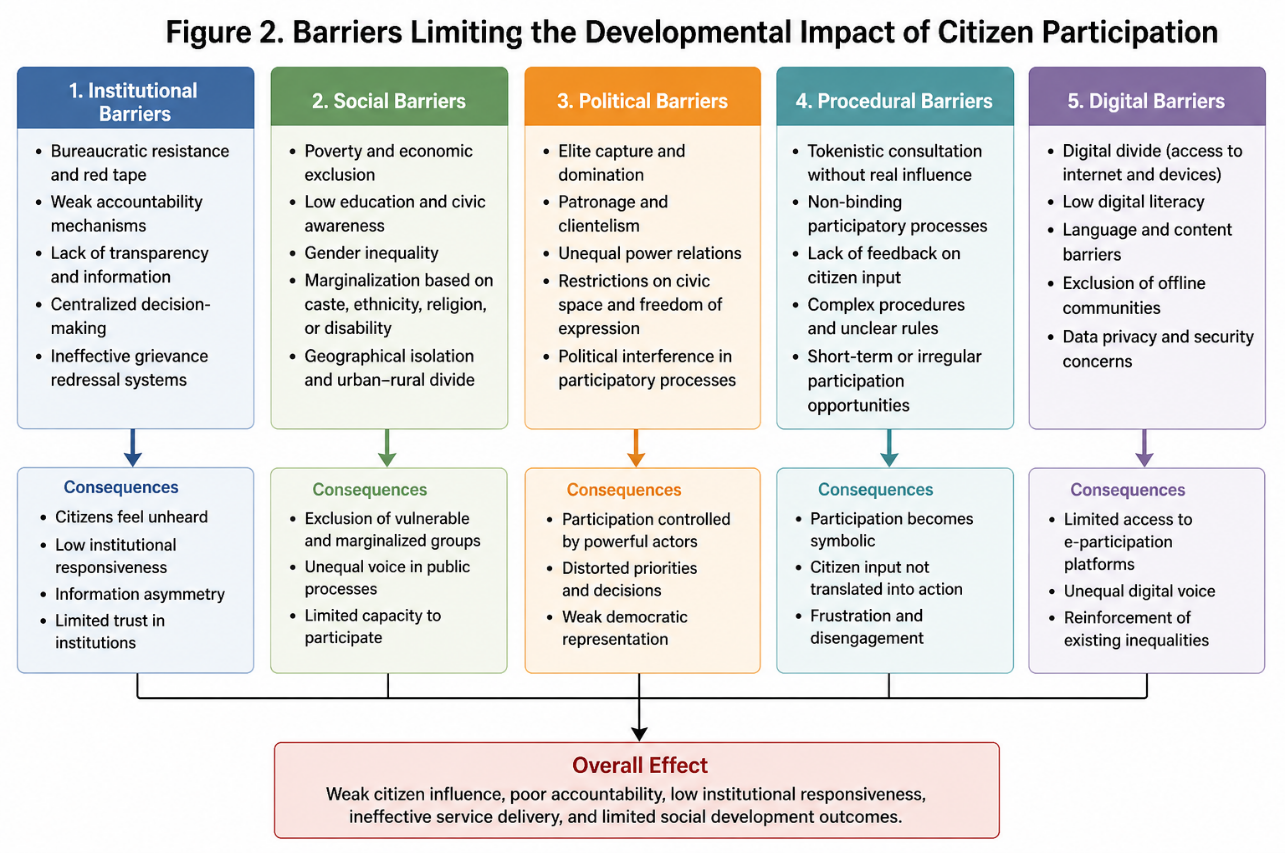 Figure 2. Barriers Limiting the Developmental Impact of Citizen Participation
1. Institutional
Barriers
• Bureaucratic resistance
and red tape
• Weak accountability
mechanisms
• Lack of transparency
and information
• Centralized decision-
making
• Ineffective grievance
redressal systems
2. Social Barriers
• Poverty and economic
exclusion
• Low education and civic
awareness
• Gender inequality
• Marginalization based on
caste, ethnicity, religion,
or disability
• Geographical isolation
and urban–rural divide
3. Political Barriers
• Elite capture and
domination
• Patronage and
clientelism
• Unequal power relations
• Restrictions on civic
space and freedom of
expression
• Political interference in
participatory processes
4. Procedural Barriers
• Tokenistic consultation
without real influence
• Non-binding
participatory processes
• Lack of feedback on
citizen input
• Complex procedures
and unclear rules
• Short-term or irregular
participation
opportunities
5. Digital Barriers
• Digital divide (access to
internet and devices)
• Low digital literacy
• Language and content
barriers
• Exclusion of offline
communities
• Data privacy and security
concerns
Consequences
• Citizens feel unheard
• Low institutional
responsiveness
• Information asymmetry
• Limited trust in
institutions
Consequences
• Exclusion of vulnerable
and marginalized groups
• Unequal voice in public
processes
• Limited capacity to
participate
Consequences
• Participation controlled
by powerful actors
• Distorted priorities
and decisions
• Weak democratic
representation
Consequences
• Participation becomes
symbolic
• Citizen input not
translated into action
• Frustration and
disengagement
Consequences
• Limited access to
e-participation
platforms
• Unequal digital voice
• Reinforcement of
existing inequalities
Overall Effect
Weak citizen influence, poor accountability, low institutional responsiveness,
ineffective service delivery, and limited social development outcomes.